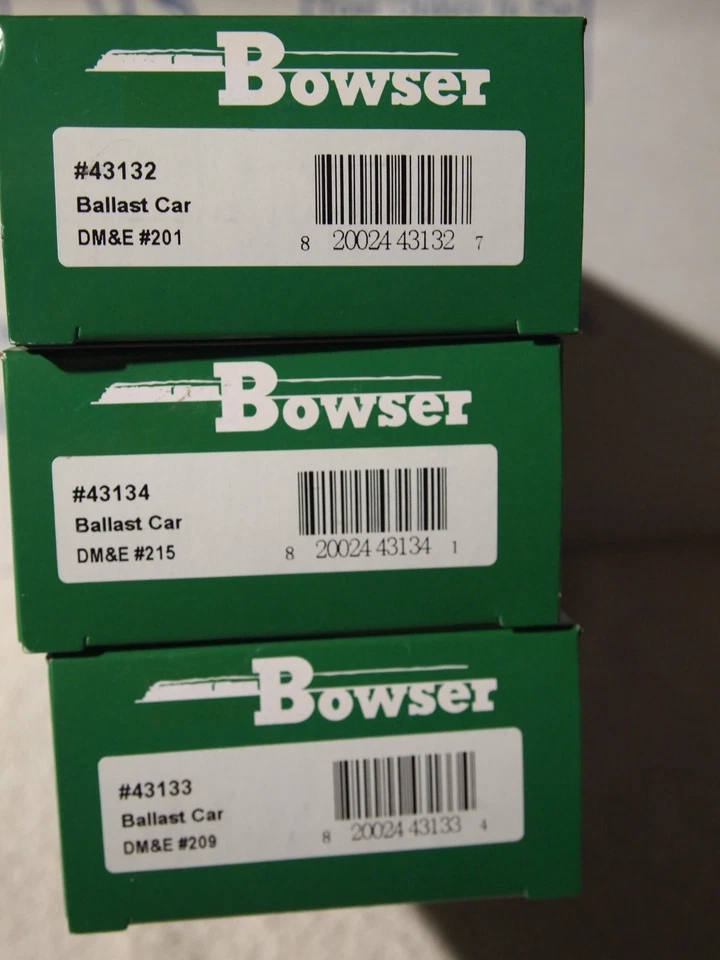 Bowser
#43132
Ballast Car
DM&E #201
8 20024 43132 7
Bowser
#43134
Ballast Car
DM&E #215
8 20024 43134 1
Bowser
#43133
Ballast Car
DM&E #209
8 20024 43133 4